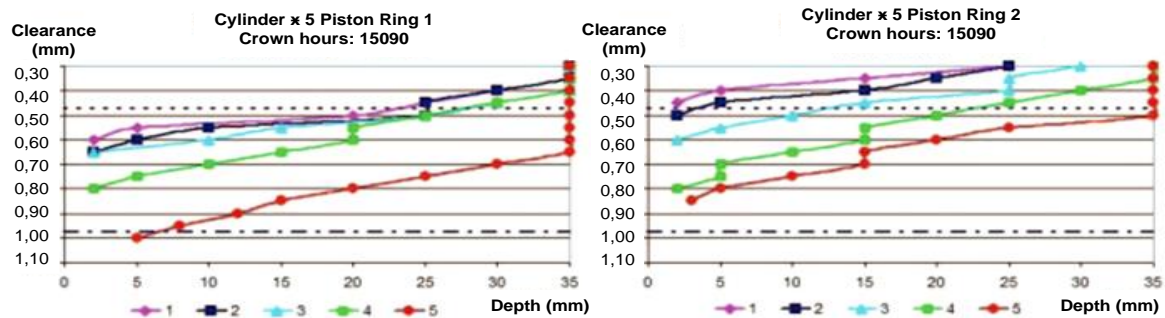 Cylinder ж 5 Piston Ring 1
Crown hours: 15090
Clearance
(mm)
0,30
0,40
0,50
0,60
0,70
0,80
0,90
1,00
1,10
0 5 10 15 20 25 30 35
1 2 3 4 5 Depth (mm)
Cylinder ж 5 Piston Ring 2
Crown hours: 15090
Clearance
(mm)
0,30
0,40
0,50
0,60
0,70
0,80
0,90
1,00
1,10
0 5 10 15 20 25 30 35
1 2 3 4 5 Depth (mm)